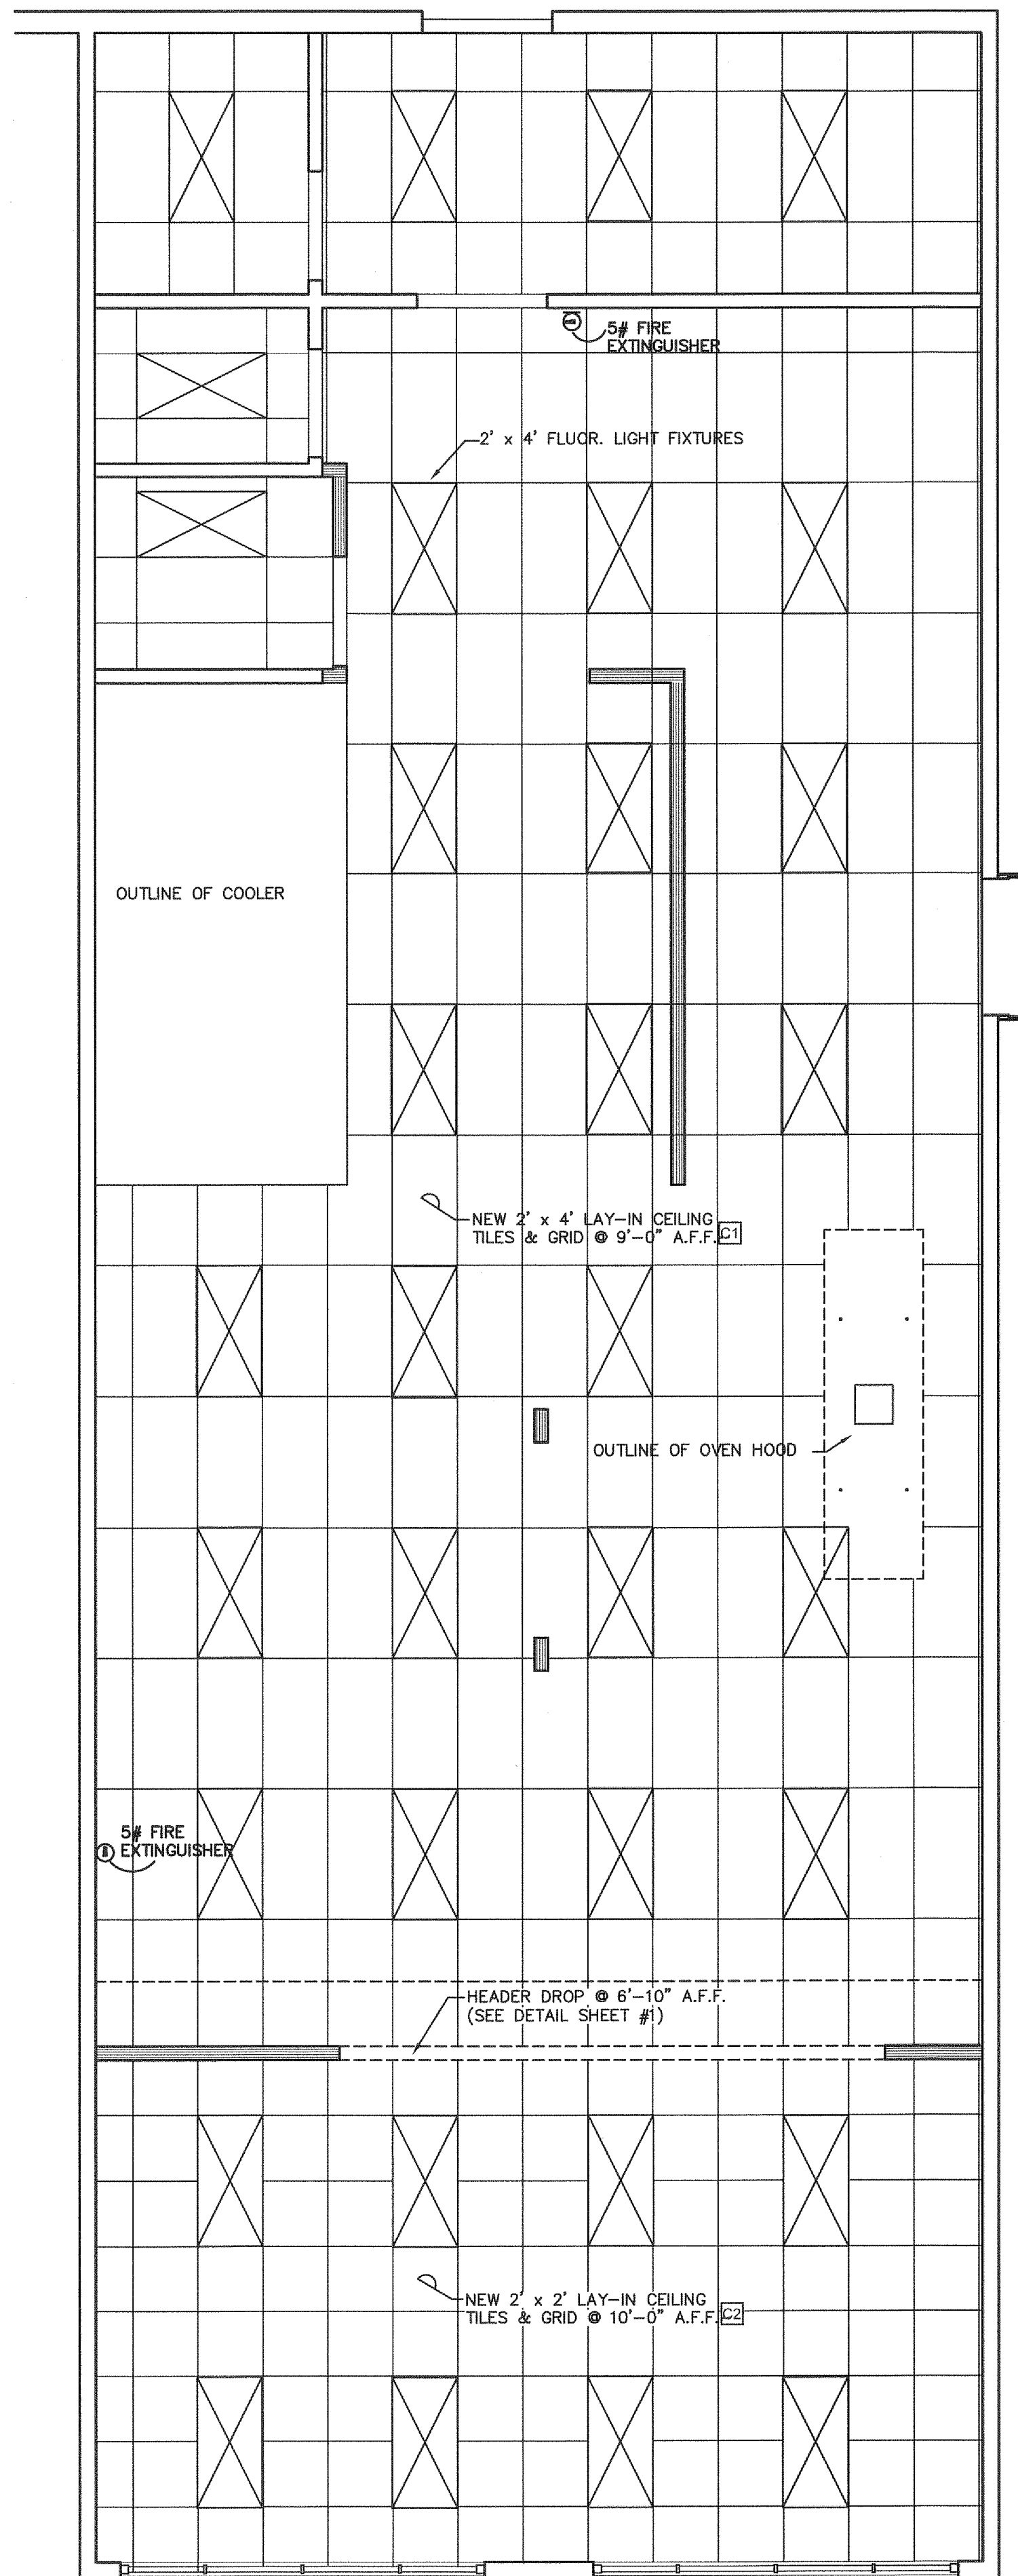 5# FIRE
EXTINGUISHER
2' x 4' FLUOR. LIGHT FIXTURES
OUTLINE OF COOLER
NEW 2' x 4' LAY-IN CEILING
TILES & GRID @ 9'-0" A.F.F. C1
OUTLINE OF OVEN HOOD
5# FIRE
EXTINGUISHER
HEADER DROP @ 6'-10" A.F.F.
(SEE DETAIL SHEET #1)
NEW 2' x 2' LAY-IN CEILING
TILES & GRID @ 10'-0" A.F.F. C2